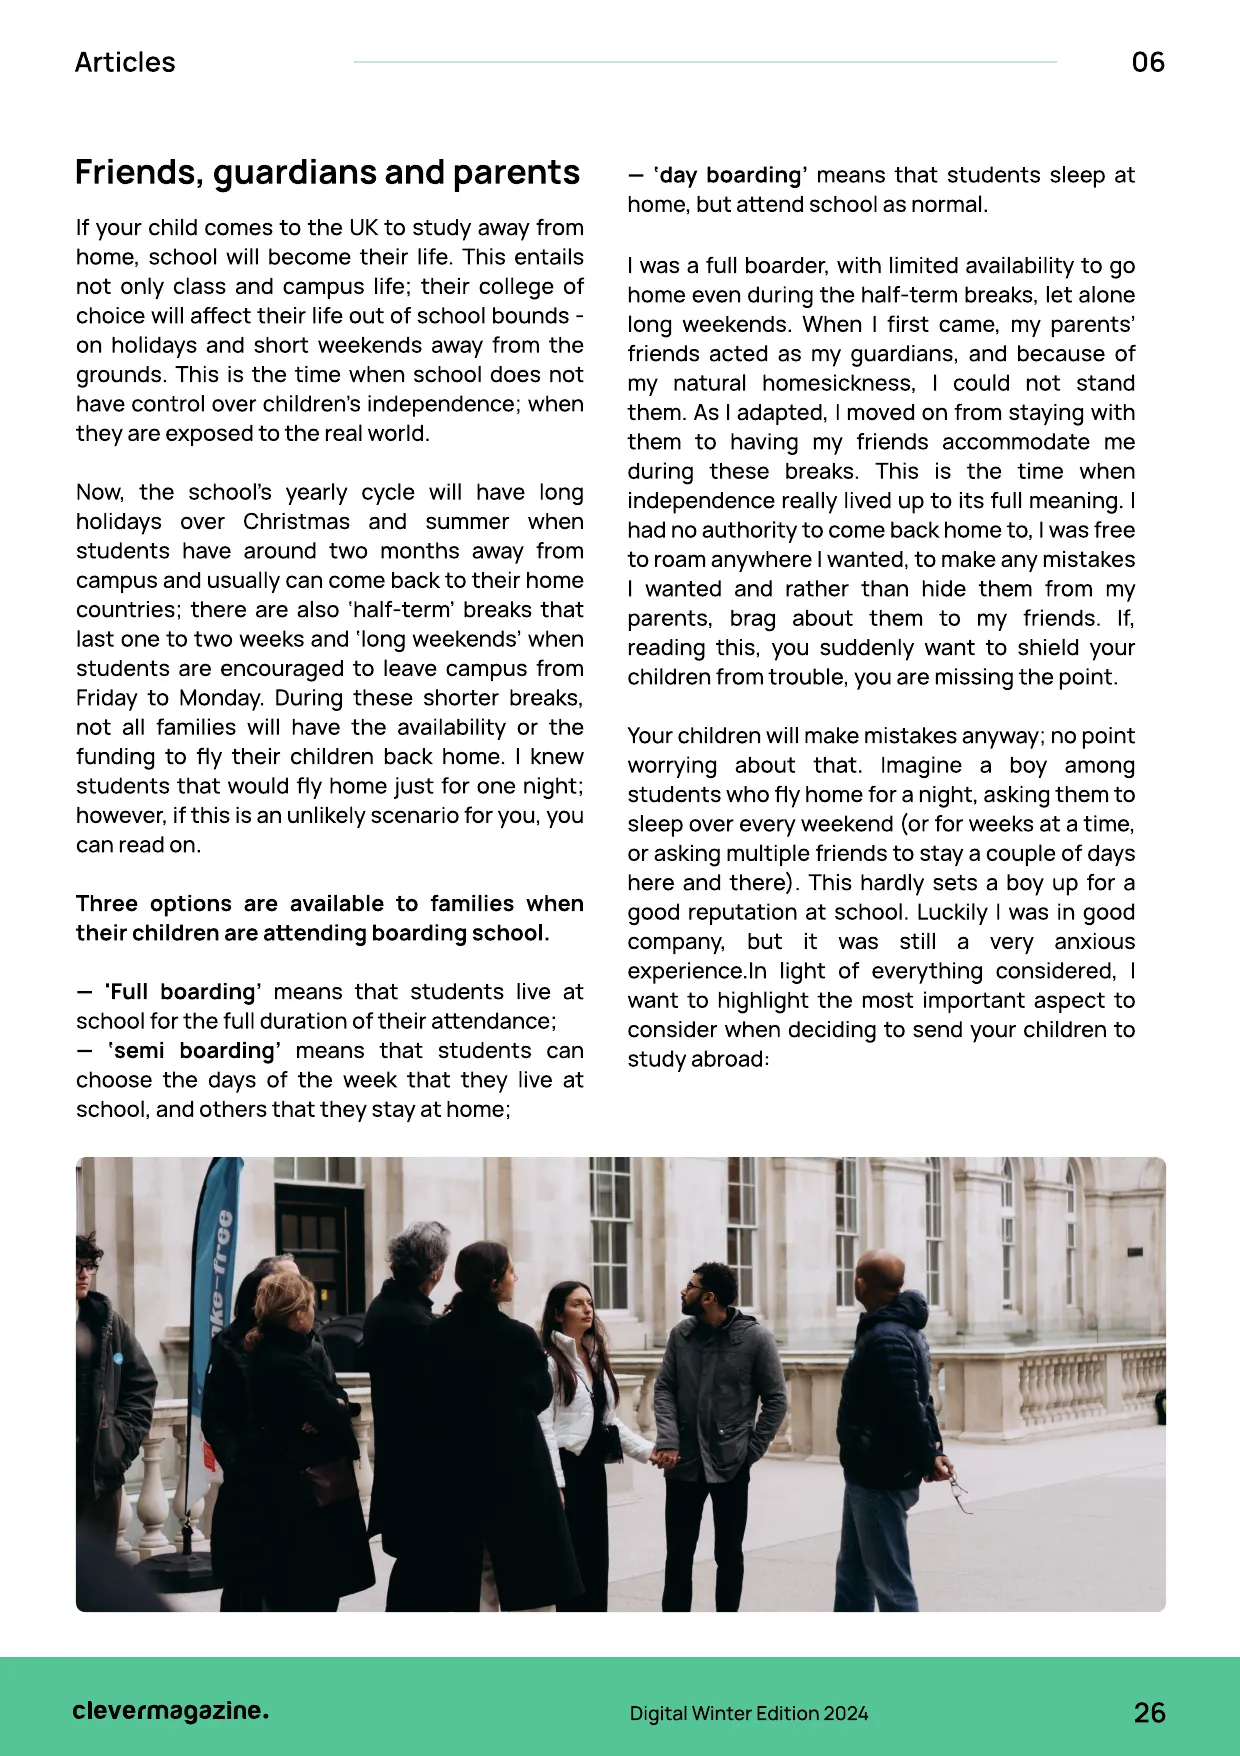 Articles
06
Friends, guardians and parents
If your child comes to the UK to study away from
home, school will become their life. This entails
not only class and campus life; their college of
choice will affect their life out of school bounds -
on holidays and short weekends away from the
grounds. This is the time when school does not
have control over children's independence; when
they are exposed to the real world.
Now, the school's yearly cycle will have long
holidays over Christmas and summer when
students have around two months away from
campus and usually can come back to their home
countries; there are also 'half-term' breaks that
last one to two weeks and 'long weekends' when
students are encouraged to leave campus from
Friday to Monday. During these shorter breaks,
not all families will have the availability or the
funding to fly their children back home. I knew
students that would fly home just for one night;
however, if this is an unlikely scenario for you, you
can read on.
Three options are available to families when
their children are attending boarding school.
— 'Full boarding' means that students live at
school for the full duration of their attendance;
— 'semi boarding' means that students can
choose the days of the week that they live at
school, and others that they stay at home;
— 'day boarding' means that students sleep at
home, but attend school as normal.
I was a full boarder, with limited availability to go
home even during the half-term breaks, let alone
long weekends. When I first came, my parents'
friends acted as my guardians, and because of
my natural homesickness, I could not stand
them. As I adapted, I moved on from staying with
them to having my friends accommodate me
during these breaks. This is the time when
independence really lived up to its full meaning. I
had no authority to come back home to, I was free
to roam anywhere I wanted, to make any mistakes
I wanted and rather than hide them from my
parents, brag about them to my friends. If,
reading this, you suddenly want to shield your
children from trouble, you are missing the point.
Your children will make mistakes anyway; no point
worrying about that. Imagine a boy among
students who fly home for a night, asking them to
sleep over every weekend (or for weeks at a time,
or asking multiple friends to stay a couple of days
here and there). This hardly sets a boy up for a
good reputation at school. Luckily I was in good
company, but it was still a very anxious
experience.In light of everything considered, I
want to highlight the most important aspect to
consider when deciding to send your children to
study abroad:
clevermagazine.
Digital Winter Edition 2024
26